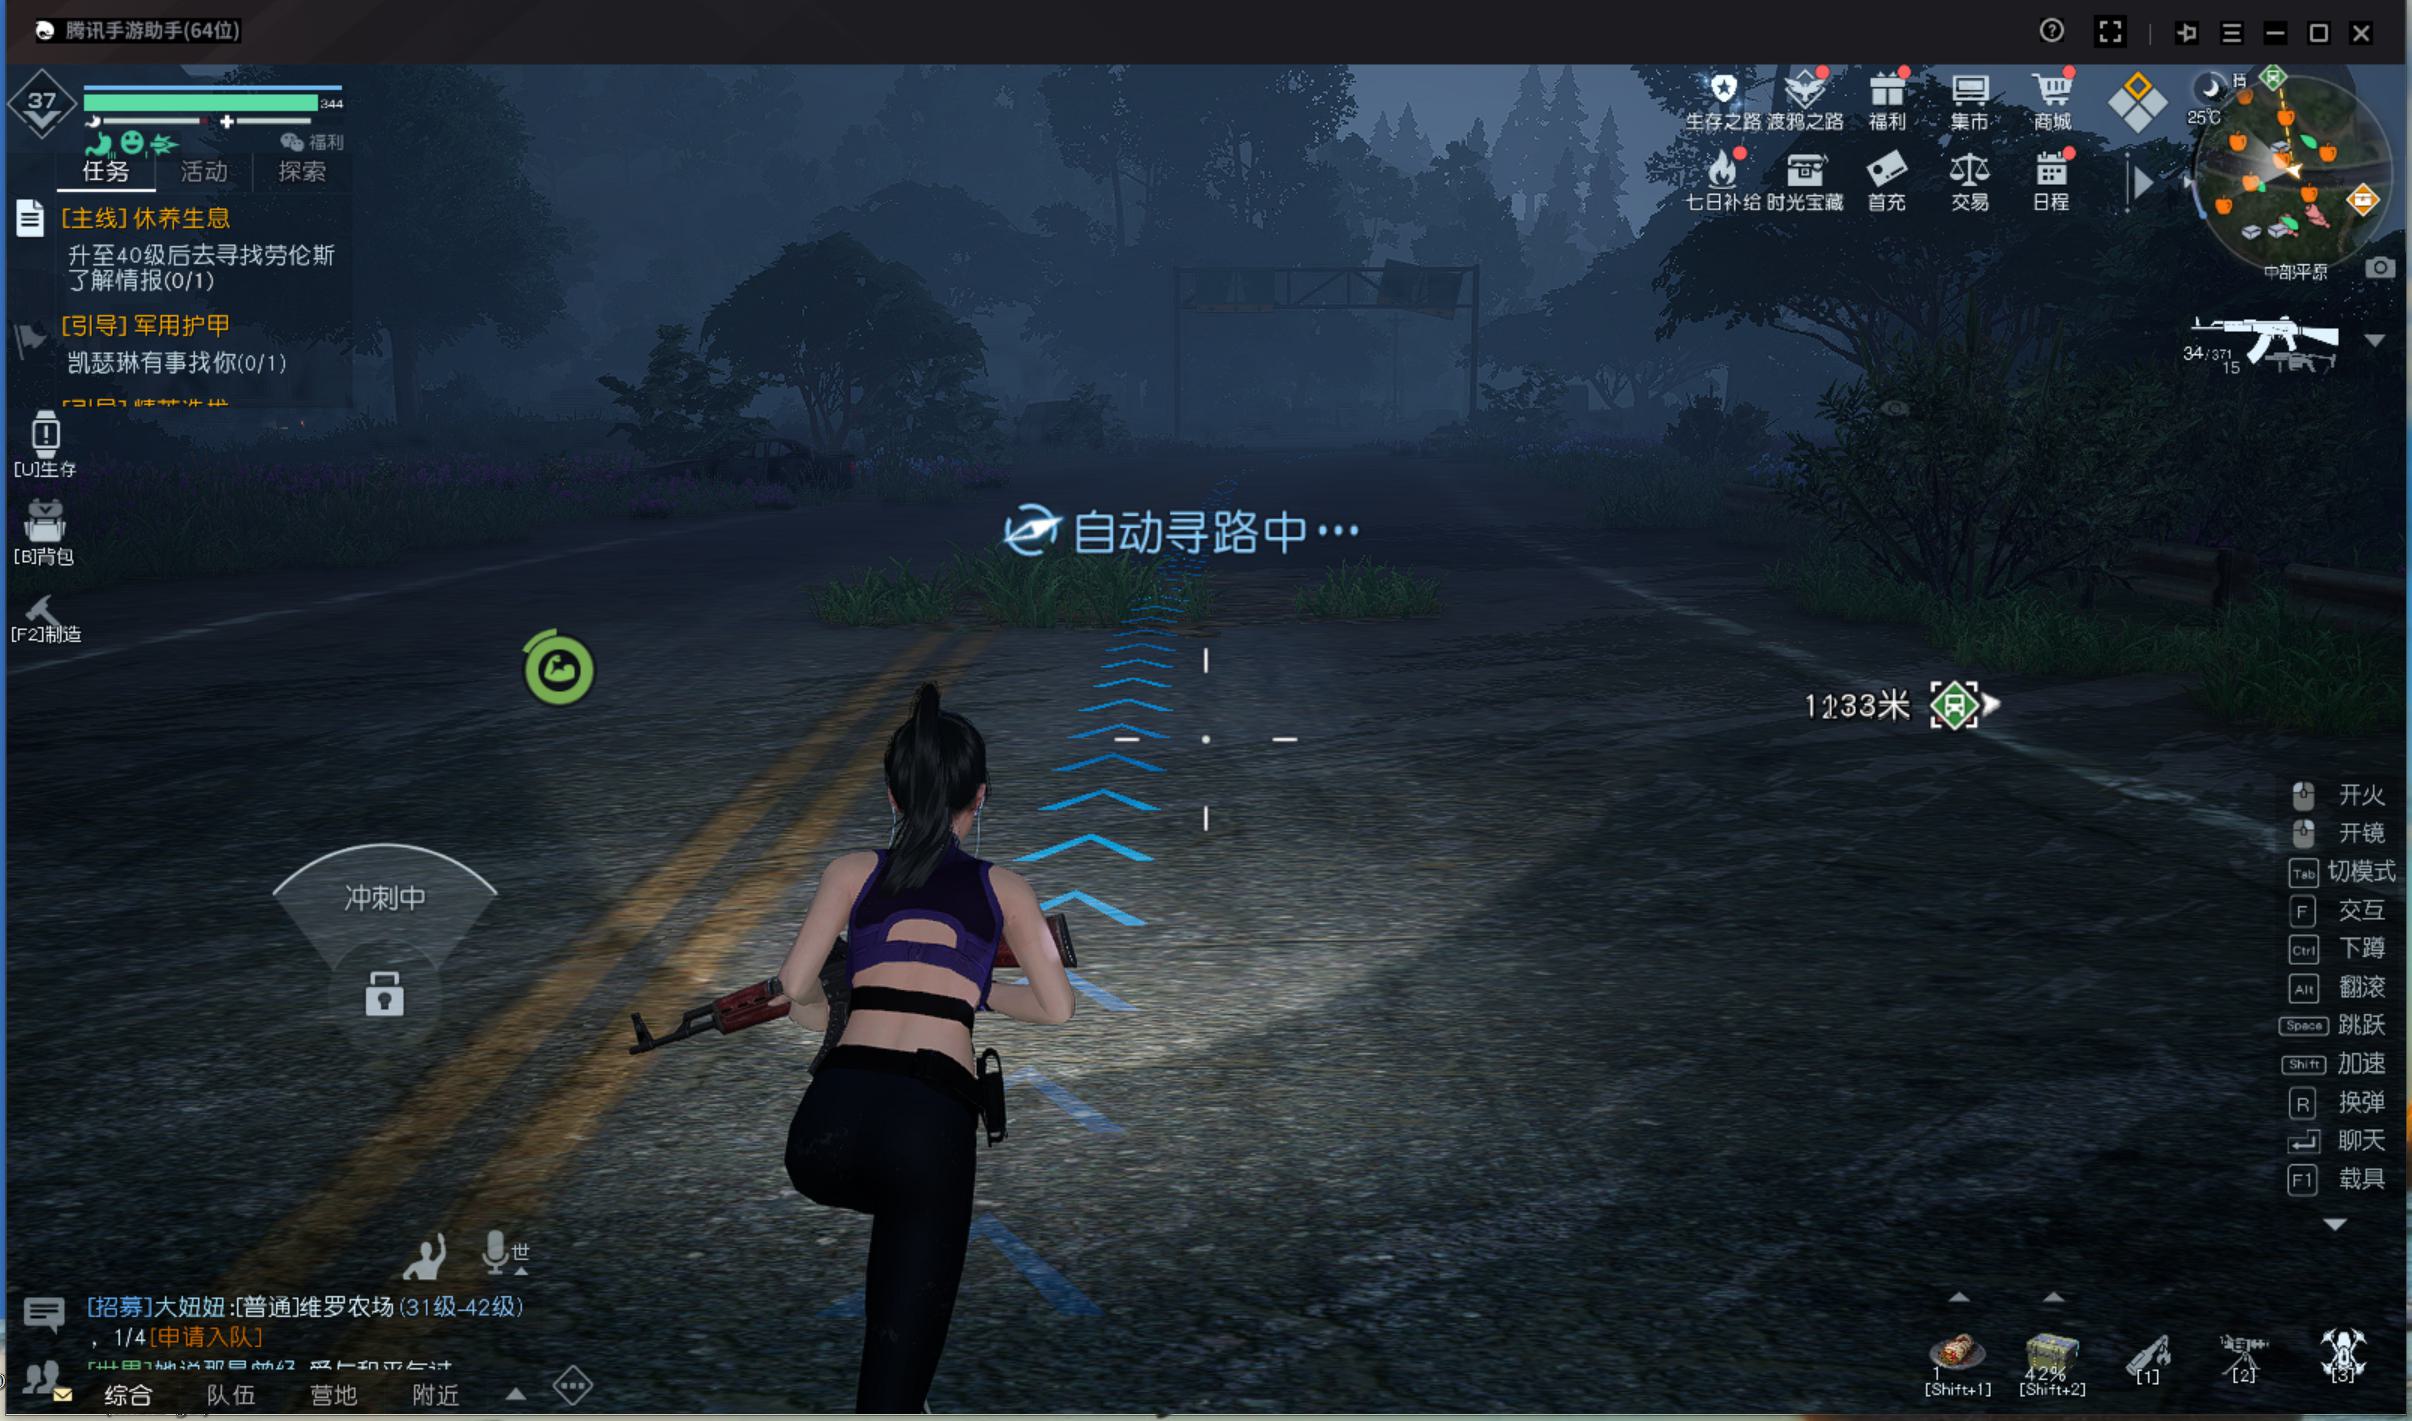 腾讯手游助手(64位)
37
344
福利
任务 活动 探索
[主线] 休养生息
升至40级后去寻找劳伦斯
了解情报(0/1)
[引导] 军用护甲
凯瑟琳有事找你(0/1)
[U]生存
[B]背包
[F2]制造
生存之路 渡鸦之路 福利 集市 商城
七日补给 时光宝藏 首充 交易 日程
25℃
中部平原
34/371
15
自动寻路中···
1133米
冲刺中
开火
开镜
Tab 切模式
F 交互
Ctrl 下蹲
Alt 翻滚
Space 跳跃
Shift 加速
R 换弹
聊天
F1 载具
世
[招募]大妞妞:[普通]维罗农场(31级-42级)
，1/4[申请入队]
综合 队伍 营地 附近
1 42%
[Shift+1] [Shift+2] [1] [2] [3]